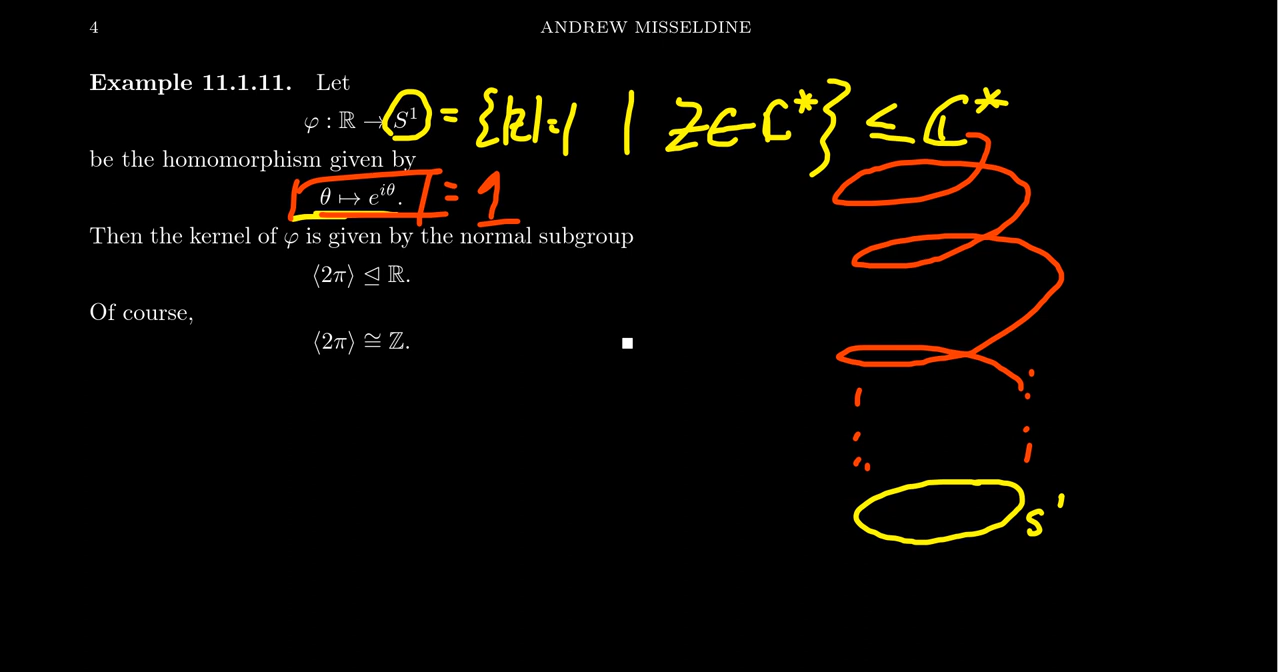 4 ANDREW MISSELDINE
Example 11.1.11. Let
φ : ℝ → S¹ = {|z|=1 | z ∈ ℂ*} ≤ ℂ*
be the homomorphism given by
θ ↦ e^{iθ}. = 1
Then the kernel of φ is given by the normal subgroup
⟨2π⟩ ⊴ ℝ.
Of course,
⟨2π⟩ ≅ ℤ. ■
S¹